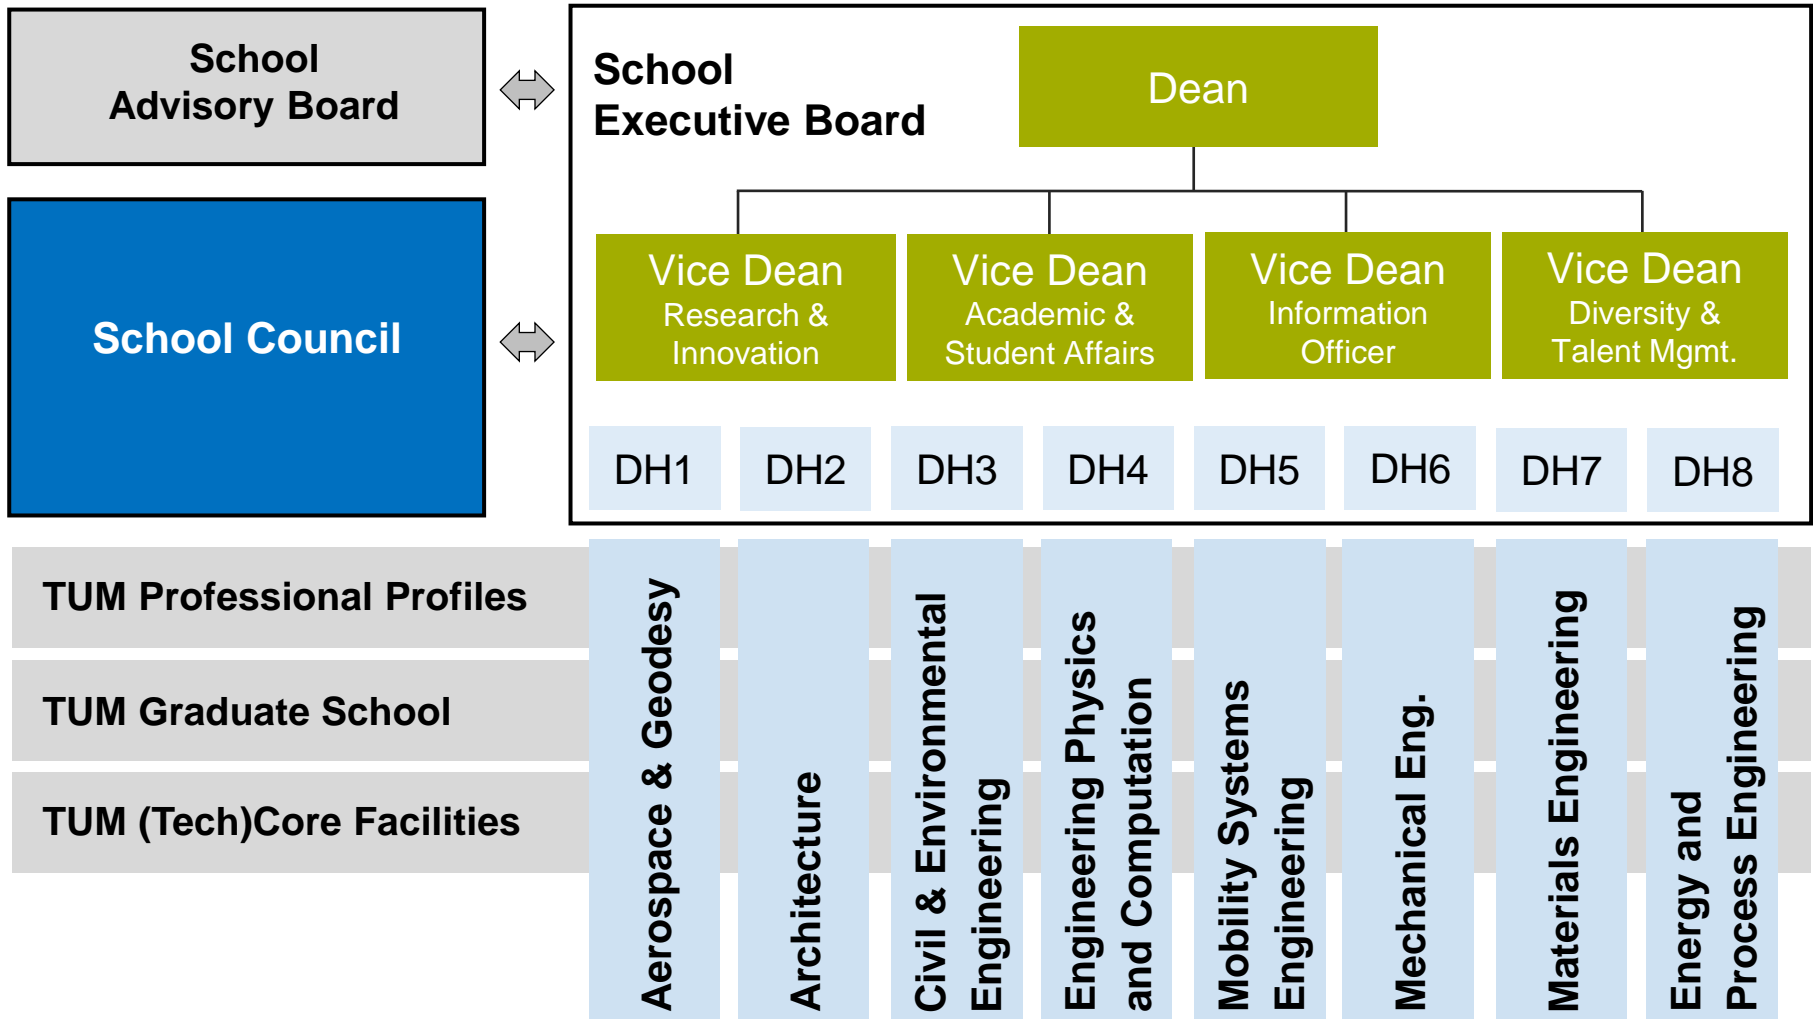 School
Advisory Board
School
Executive Board
Dean
School Council
Vice Dean
Research &
Innovation
Vice Dean
Academic &
Student Affairs
Vice Dean
Information
Officer
Vice Dean
Diversity &
Talent Mgmt.
DH1
DH2
DH3
DH4
DH5
DH6
DH7
DH8
TUM Professional Profiles
TUM Graduate School
TUM (Tech)Core Facilities
Aerospace & Geodesy
Architecture
Civil & Environmental
Engineering
Engineering Physics
and Computation
Mobility Systems
Engineering
Mechanical Eng.
Materials Engineering
Energy and
Process Engineering